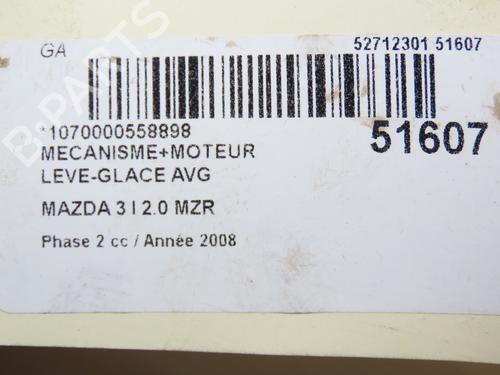 GA
52712301 51607
*1070000558898
51607
MECANISME+MOTEUR
LEVE-GLACE AVG
MAZDA 3 I 2.0 MZR
Phase 2 cc / Année 2008
B-PARTS